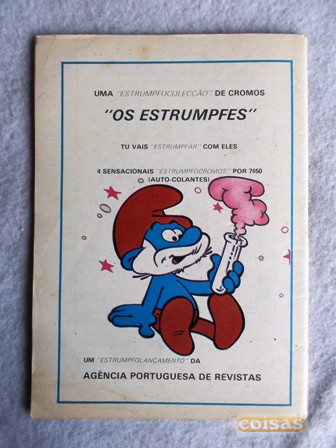 UMA "ESTRUMPFOCOLECCÃO" DE CROMOS
"OS ESTRUMPFES"
TU VAIS "ESTRUMPFAR" COM ELES
4 SENSACIONAIS "ESTRUMPFOCROMOS" POR 7$50
(AUTO-COLANTES)
UM "ESTRUMPFOLANÇAMENTO" DA
AGÊNCIA PORTUGUESA DE REVISTAS
coisas